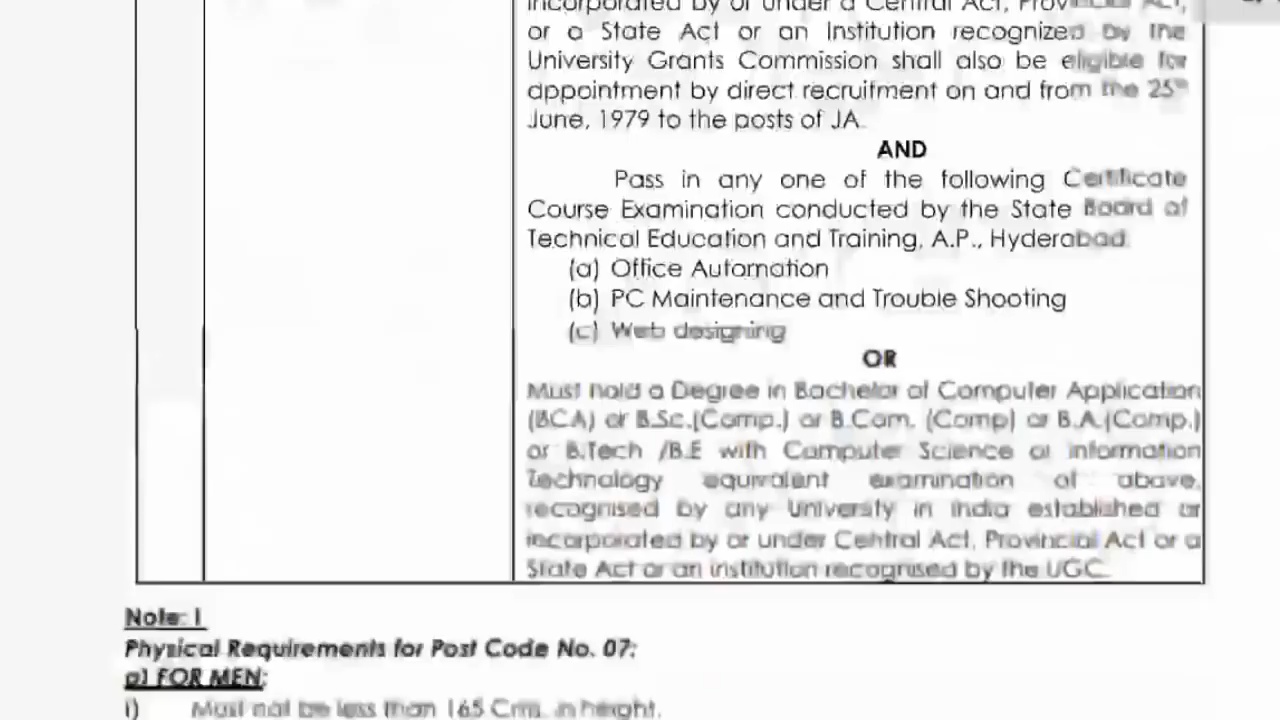 incorporated by or under a Central Act, Provincial Act,
or a State Act or an Institution recognized by the
University Grants Commission shall also be eligible for
appointment by direct recruitment on and from the 25th
June, 1979 to the posts of JA.
AND
Pass in any one of the following Certificate
Course Examination conducted by the State Board of
Technical Education and Training, A.P., Hyderabad
(a) Office Automation
(b) PC Maintenance and Trouble Shooting
(c) Web designing
OR
Must hold a Degree in Bachelor of Computer Application
(BCA) or B.Sc.(Comp.) or B.Com. (Comp) or B.A.(Comp.)
or B.Tech /B.E with Computer Science or Information
Technology equivalent examination of above,
recognised by any University in India established or
incorporated by or under Central Act, Provincial Act or a
State Act or an institution recognised by the UGC.
Note: I
Physical Requirements for Post Code No. 07:
a) FOR MEN:
i) Must not be less than 165 Cms. in height.